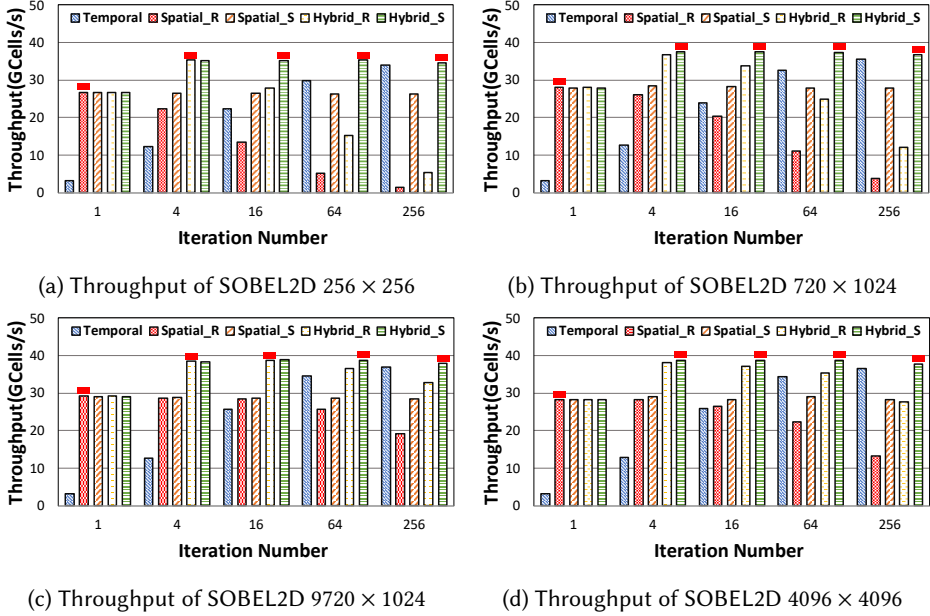 50 Temporal Spatial_R Spatial_S Hybrid_R Hybrid_S
40
30
20
10
0
Throughput(GCells/s)
1 4 16 64 256
Iteration Number
(a) Throughput of SOBEL2D 256 × 256
50 Temporal Spatial_R Spatial_S Hybrid_R Hybrid_S
40
30
20
10
0
Throughput(GCells/s)
1 4 16 64 256
Iteration Number
(b) Throughput of SOBEL2D 720 × 1024
50 Temporal Spatial_R Spatial_S Hybrid_R Hybrid_S
40
30
20
10
0
Throughput(GCells/s)
1 4 16 64 256
Iteration Number
(c) Throughput of SOBEL2D 9720 × 1024
50 Temporal Spatial_R Spatial_S Hybrid_R Hybrid_S
40
30
20
10
0
Throughput(GCells/s)
1 4 16 64 256
Iteration Number
(d) Throughput of SOBEL2D 4096 × 4096